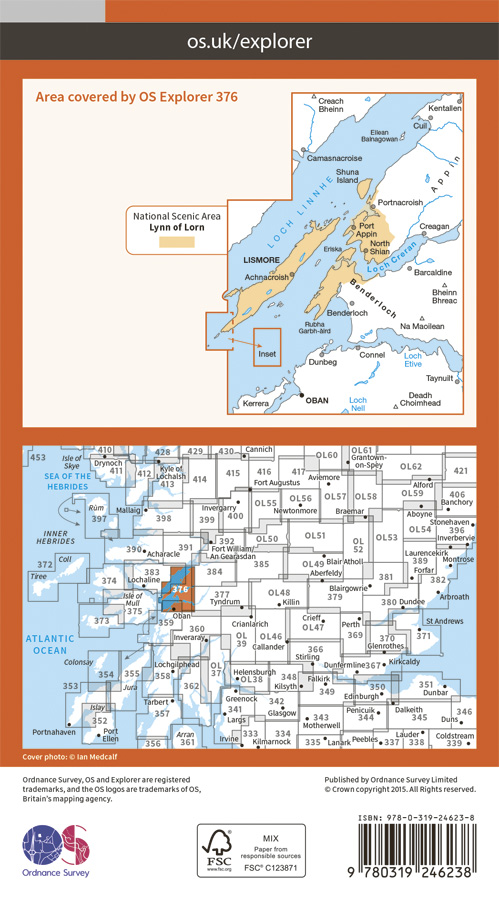 os.uk/explorer
Area covered by OS Explorer 376
Creach
Bheinn
Kentallen
Cuil
Eilean
Balnagowan
Camasnacroise
Shuna
Island
Appin
LOCH LINNHE
Portnacroish
National Scenic Area
Lynn of Lorn
Port
Appin
Creagan
North
Shian
Eriska
LISMORE
Loch Creran
Achnacroish
Barcaldine
Benderloch
Bheinn
Bhreac
Benderloch
Rubha
Garbh-àird
Na Maoilean
Inset
Dunbeg
Connel
Loch
Etive
Taynuilt
Kerrera
OBAN
Loch
Nell
Deadh
Choimhead
453
Isle of
Skye
410
Drynoch
411
428
429
430
Cannich
OL60
OL61
Grantown-
on-Spey
OL62
421
SEA OF THE
HEBRIDES
412
Kyle of
Lochalsh
413
414
415
416
417
Fort Augustus
Aviemore
Alford
Rùm
397
Mallaig
398
Invergarry
399
400
OL55
OL56
Newtonmore
OL57
OL58
Braemar
OL59
Aboyne
406
Banchory
Stonehaven
396
Inverbervie
INNER
HEBRIDES
390
Acharacle
391
392
Fort William/
An Gearasdan
OL50
OL51
OL
52
OL53
OL54
Laurencekirk
372
Coll
Tiree
374
383
Lochaline
384
385
OL49
Aberfeldy
Blair Atholl
389
Forfar
Montrose
382
376
Isle of
Mull
375
377
Tyndrum
OL48
Killin
Blairgowrie
379
381
Arbroath
380
Dundee
373
Oban
359
360
Inveraray
Crianlarich
OL
39
OL46
Callander
Crieff
OL47
Perth
369
St Andrews
371
370
Glenrothes
ATLANTIC
OCEAN
Colonsay
Lochgilphead
358
OL
37
Helensburgh
OL38
Stirling
366
Dunfermline
367
Kirkcaldy
353
354
355
Jura
362
348
Kilsyth
Falkirk
349
350
Edinburgh
351
Dunbar
Islay
352
Tarbert
357
Greenock
341
Largs
342
Glasgow
343
Motherwell
Penicuik
344
Dalkeith
345
346
Duns
Portnahaven
Port
Ellen
356
Arran
361
Irvine
333
Kilmarnock
334
335
Lanark
Peebles
337
Lauder
338
Coldstream
339
Cover photo: © Ian Medcalf
Ordnance Survey, OS and Explorer are registered
trademarks, and the OS logos are trademarks of OS,
Britain's mapping agency.
Published by Ordnance Survey Limited
© Crown copyright 2015. All Rights reserved.
OS
Ordnance Survey
FSC
www.fsc.org
MIX
Paper from
responsible sources
FSC® C123871
ISBN: 978-0-319-24623-8
9 780319 246238